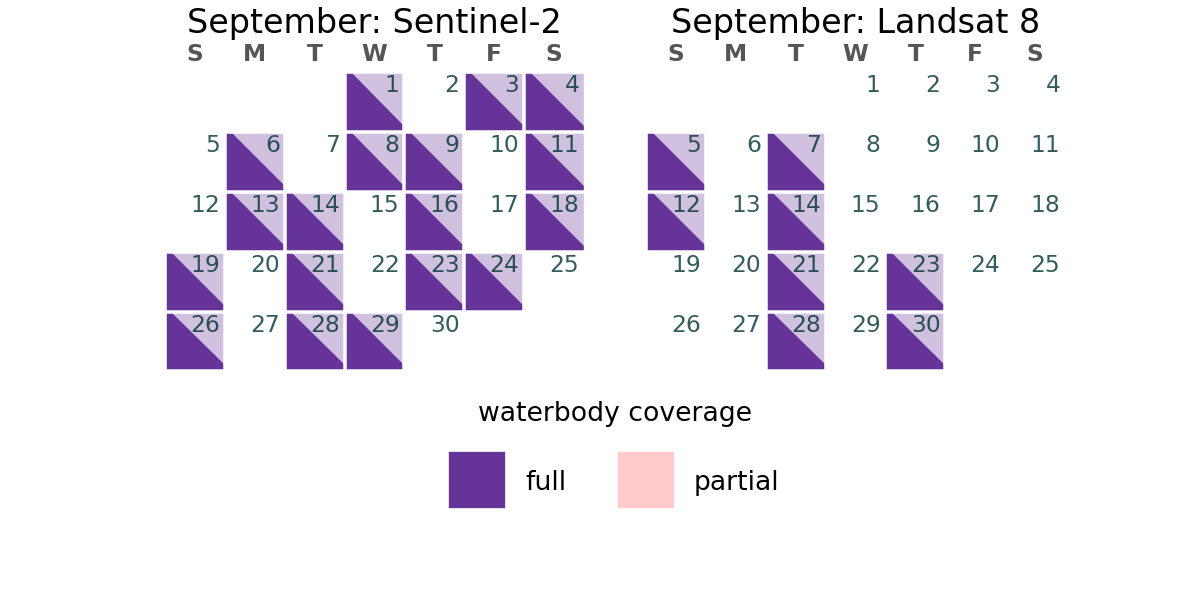 September: Sentinel-2
S M T W T F S
1 2 3 4
5 6 7 8 9 10 11
12 13 14 15 16 17 18
19 20 21 22 23 24 25
26 27 28 29 30
September: Landsat 8
S M T W T F S
1 2 3 4
5 6 7 8 9 10 11
12 13 14 15 16 17 18
19 20 21 22 23 24 25
26 27 28 29 30
waterbody coverage
full
partial